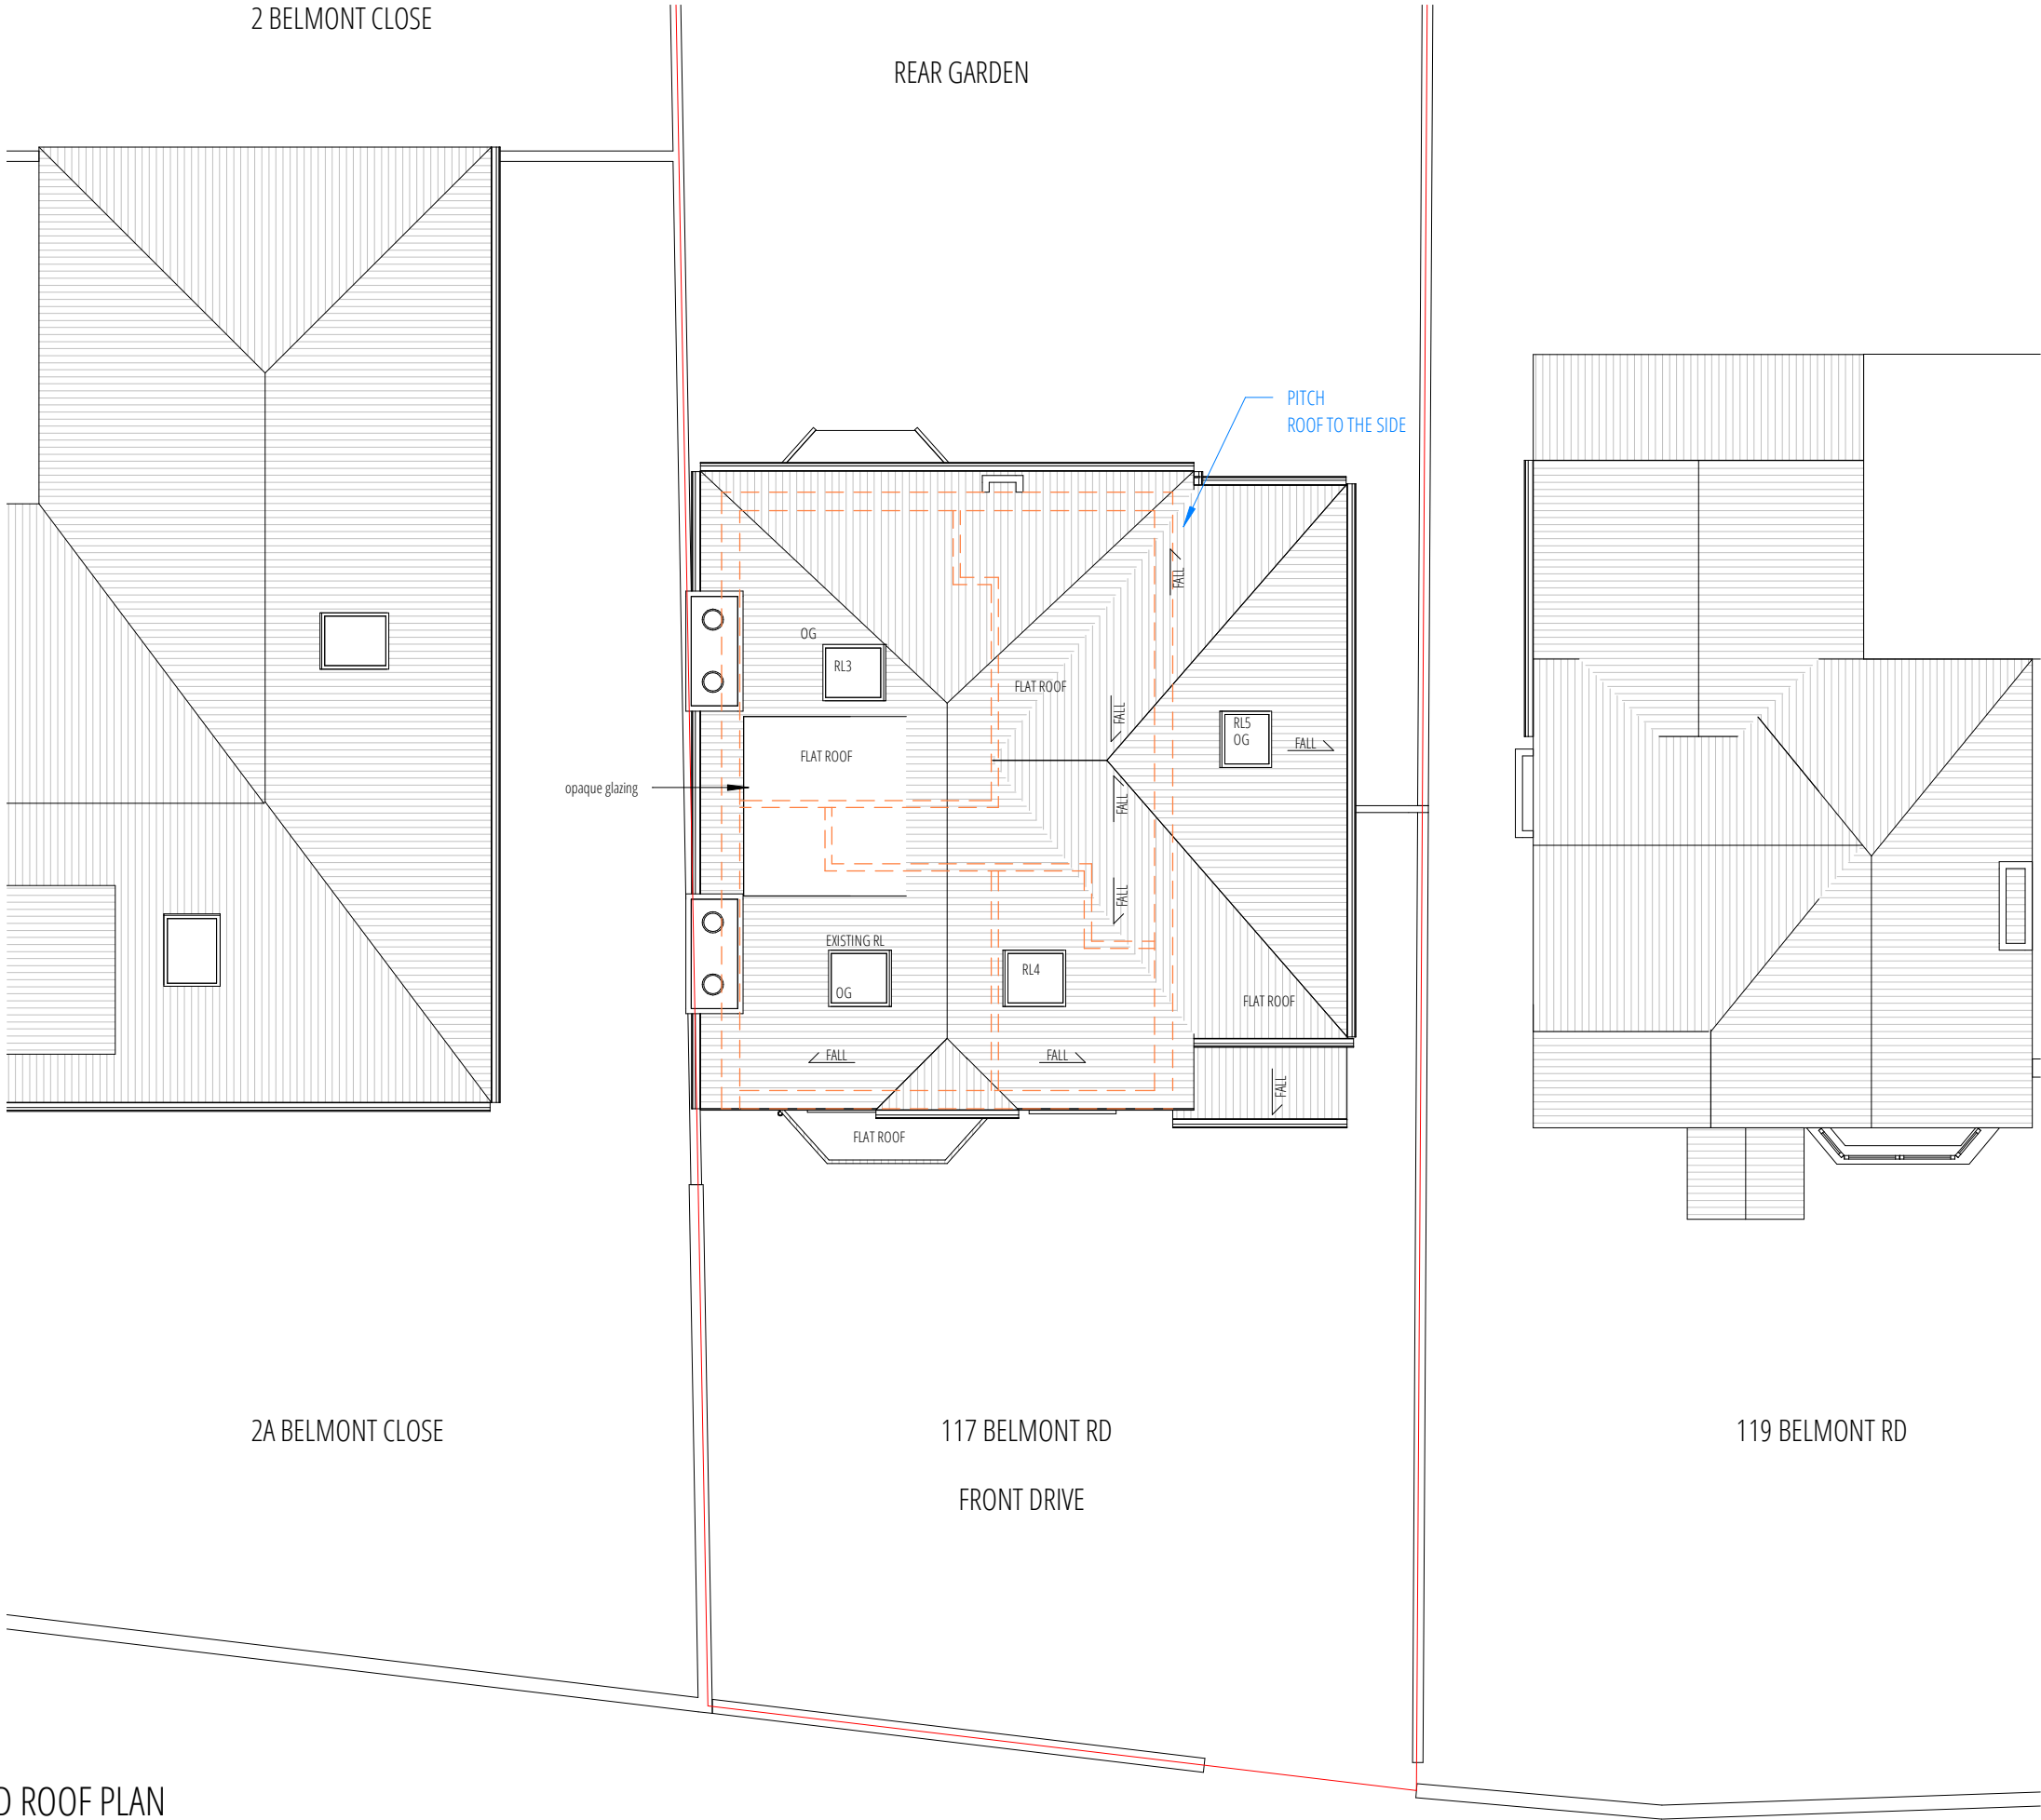 2 BELMONT CLOSE
REAR GARDEN
PITCH
ROOF TO THE SIDE
FALL
OG
RL3
FLAT ROOF
FALL
RL5
OG
FALL
FLAT ROOF
opaque glazing
FALL
FALL
EXISTING RL
OG
RL4
FLAT ROOF
FALL
FALL
FALL
FLAT ROOF
2A BELMONT CLOSE
117 BELMONT RD
119 BELMONT RD
FRONT DRIVE
ROOF PLAN